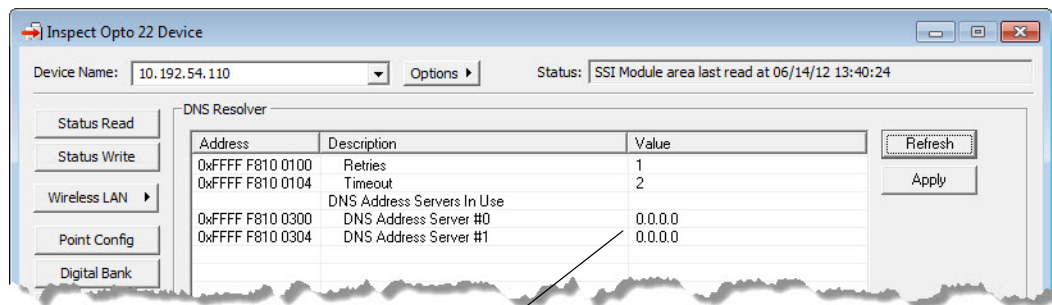 Inspect Opto 22 Device
Device Name: 10.192.54.110 Options Status: SSI Module area last read at 06/14/12 13:40:24
Status Read
Status Write
Wireless LAN
Point Config
Digital Bank
DNS Resolver
Address Description Value
0xFFFF F810 0100 Retries 1
0xFFFF F810 0104 Timeout 2
DNS Address Servers In Use
0xFFFF F810 0300 DNS Address Server #0 0.0.0.0
0xFFFF F810 0304 DNS Address Server #1 0.0.0.0
Refresh
Apply